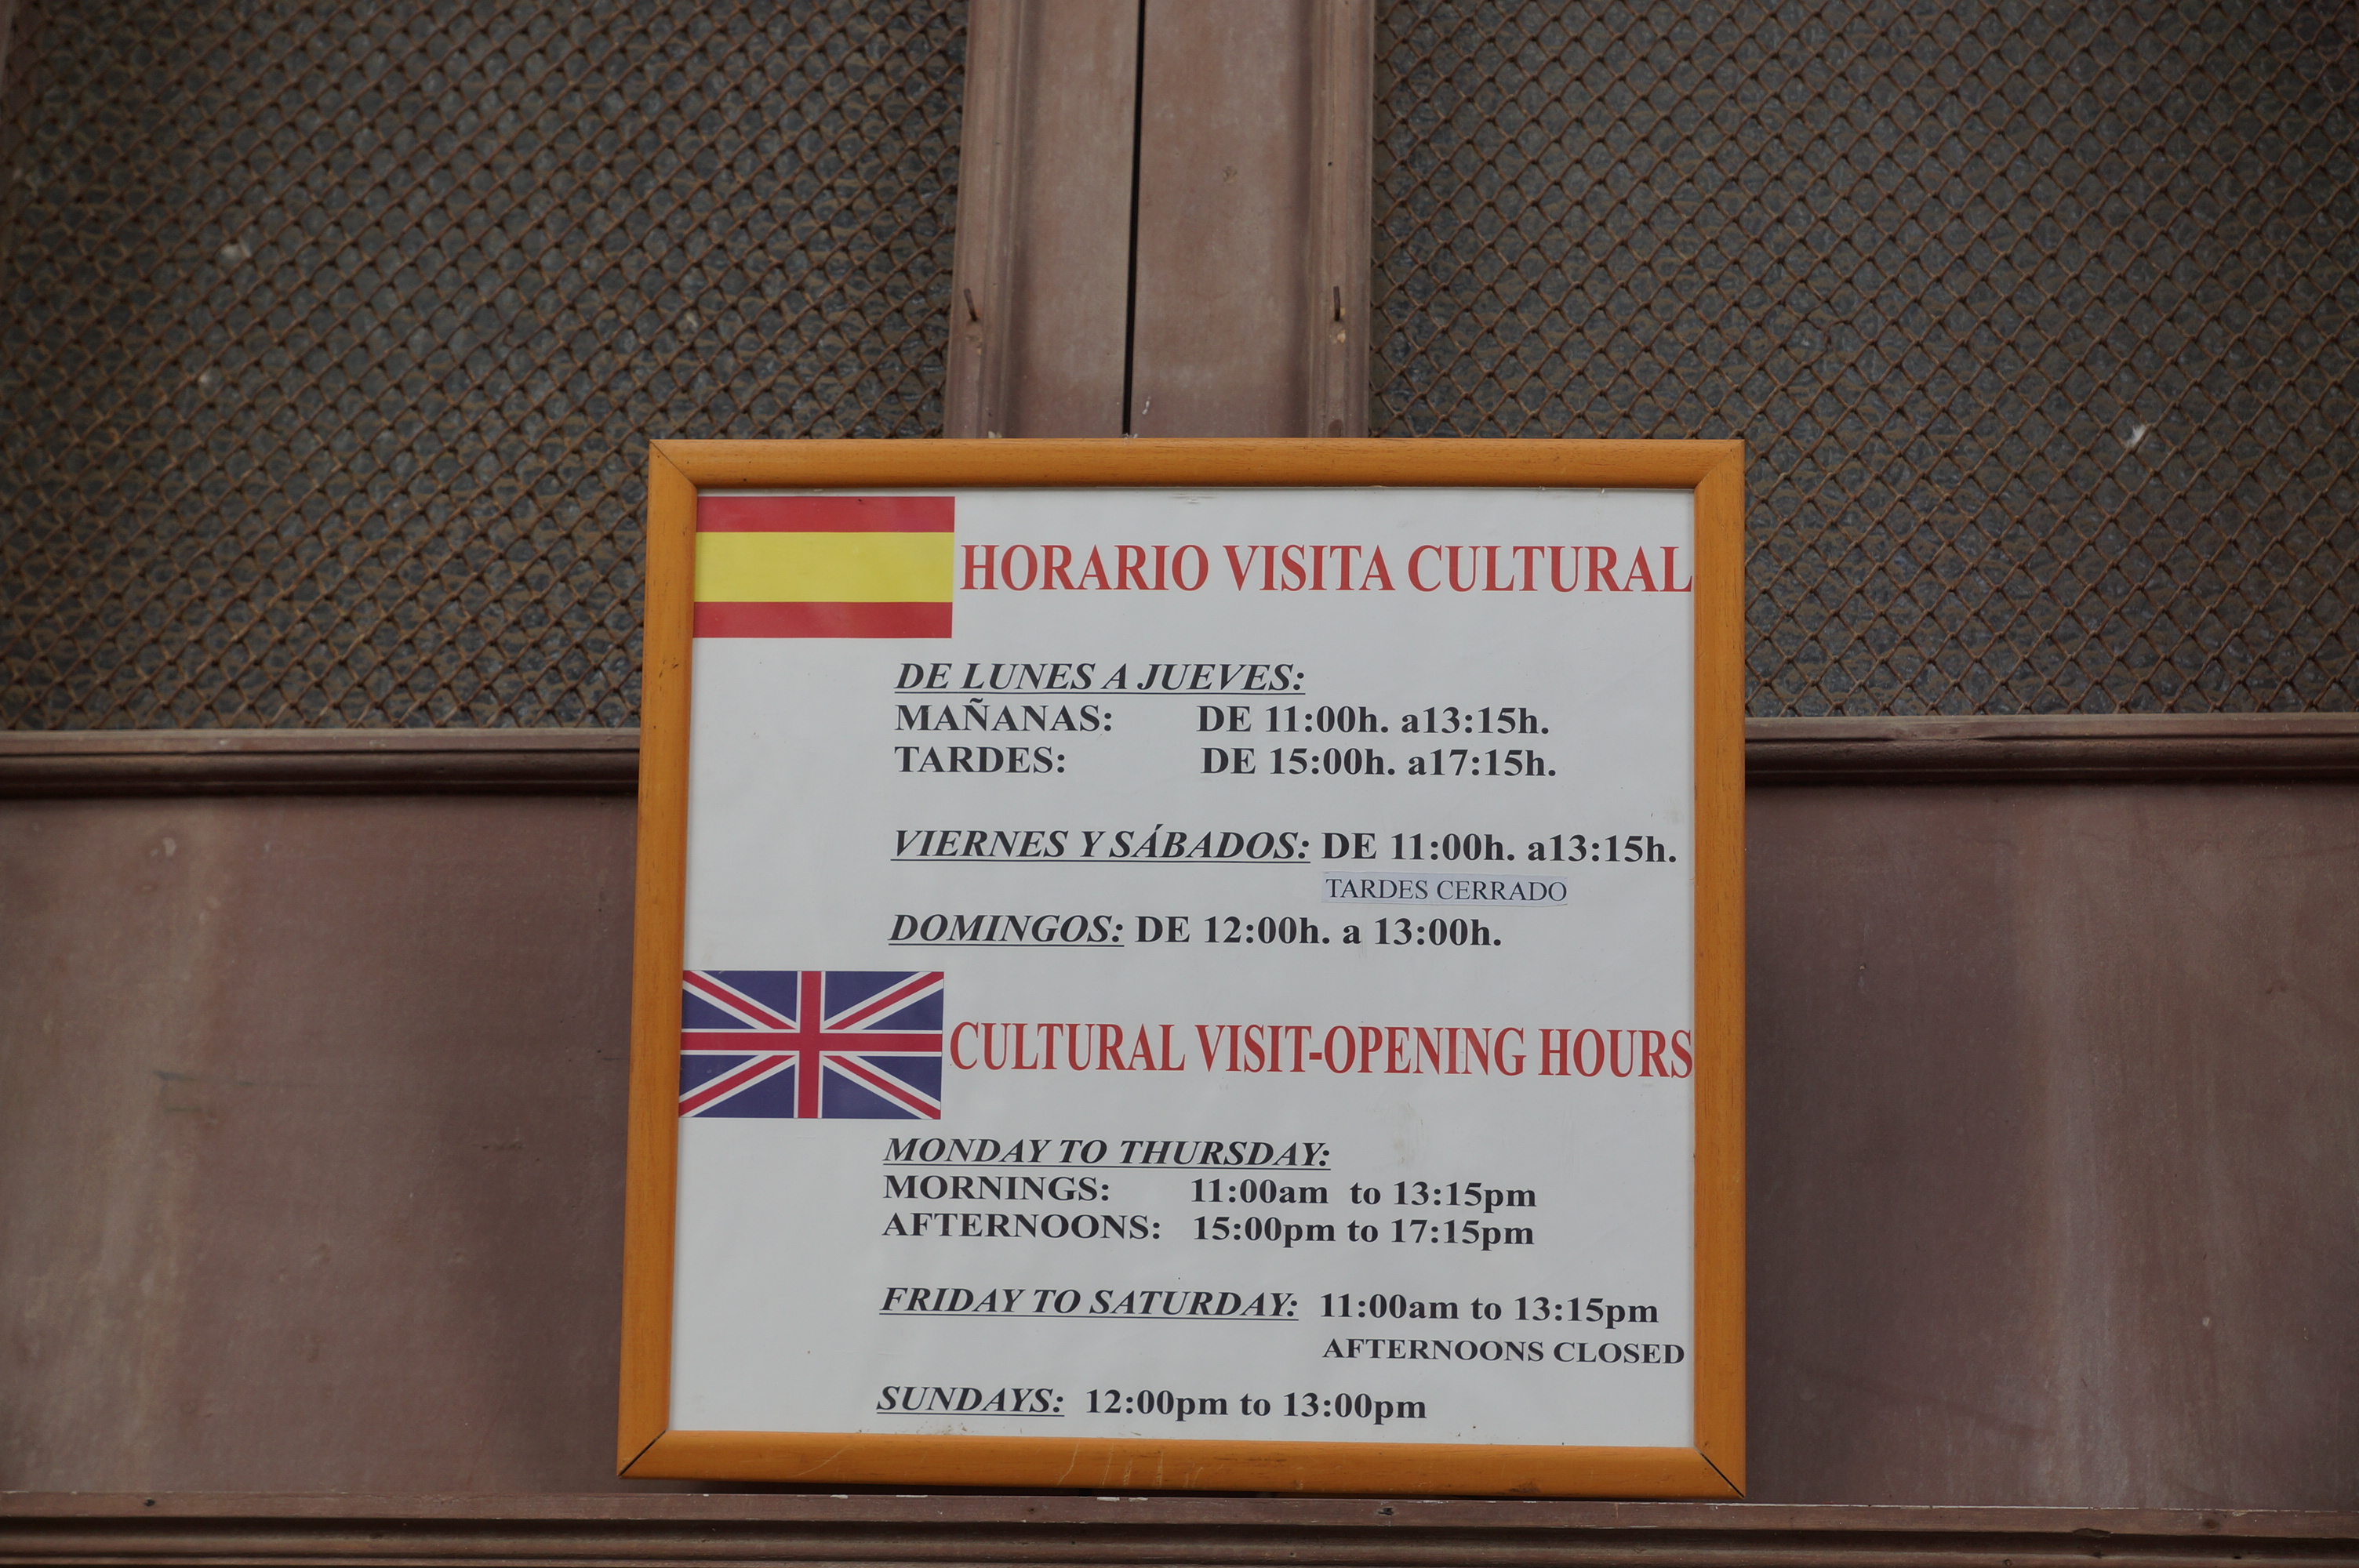 HORARIO VISITA CULTURAL
DE LUNES A JUEVES:
MAÑANAS: DE 11:00h. a13:15h.
TARDES: DE 15:00h. a17:15h.
VIERNES Y SÁBADOS: DE 11:00h. a13:15h.
TARDES CERRADO
DOMINGOS: DE 12:00h. a 13:00h.
CULTURAL VISIT-OPENING HOURS
MONDAY TO THURSDAY:
MORNINGS: 11:00am to 13:15pm
AFTERNOONS: 15:00pm to 17:15pm
FRIDAY TO SATURDAY: 11:00am to 13:15pm
AFTERNOONS CLOSED
SUNDAYS: 12:00pm to 13:00pm